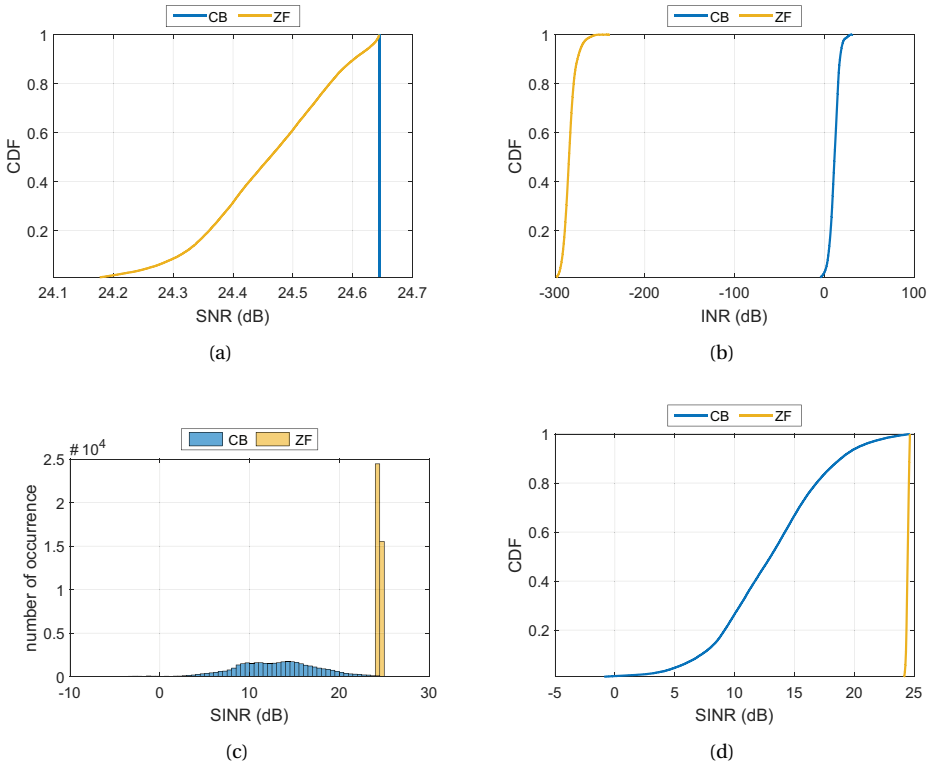 CB ZF
1
0.8
0.6
0.4
0.2
CDF
24.1 24.2 24.3 24.4 24.5 24.6 24.7
SNR (dB)
(a)
CB ZF
1
0.8
0.6
0.4
0.2
CDF
-300 -200 -100 0 100
INR (dB)
(b)
CB ZF
# 10^4
2.5
2
1.5
1
0.5
0
number of occurrence
-10 0 10 20 30
SINR (dB)
(c)
CB ZF
1
0.8
0.6
0.4
0.2
CDF
-5 0 5 10 15 20 25
SINR (dB)
(d)